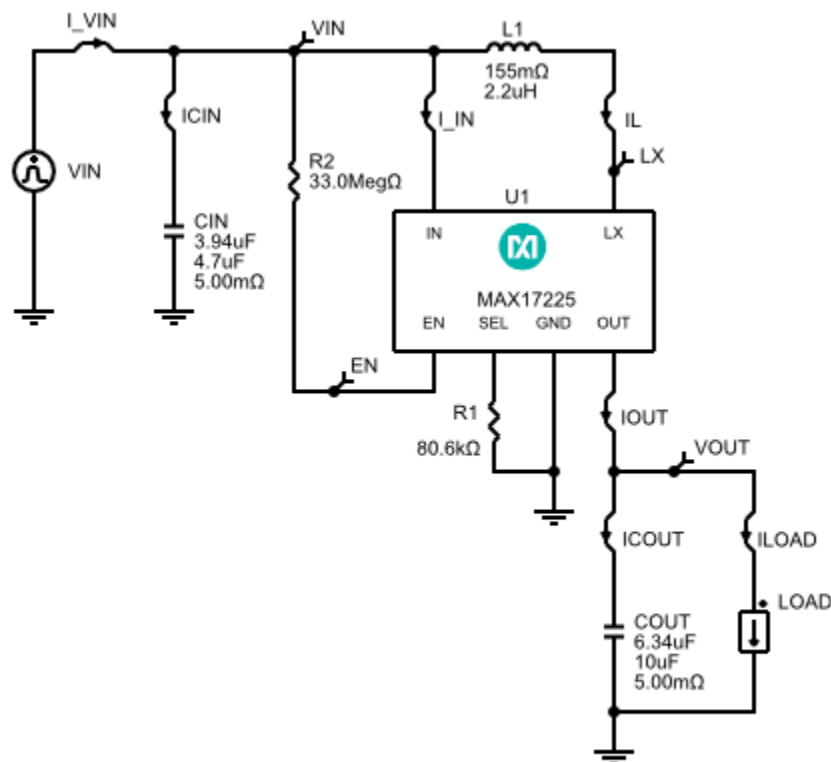 I_VIN
VIN
L1
155mΩ
2.2uH
ICIN
I_IN
IL
R2
33.0MegΩ
LX
VIN
U1
CIN
3.94uF
4.7uF
5.00mΩ
IN
LX
MAX17225
EN
SEL
GND
OUT
EN
R1
80.6kΩ
IOUT
VOUT
ICOUT
ILOAD
LOAD
COUT
6.34uF
10uF
5.00mΩ